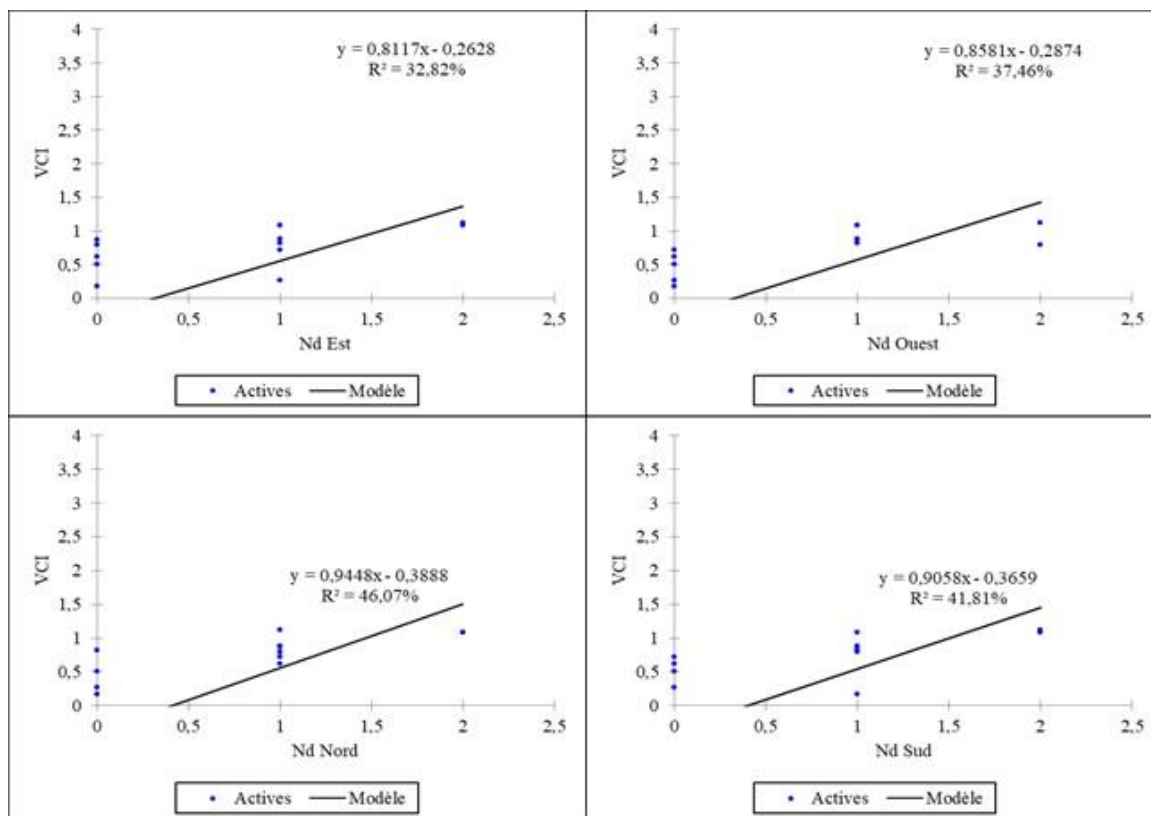 y = 0,8117x - 0,2628
R² = 32,82%
VCI
4
3,5
3
2,5
2
1,5
1
0,5
0
0 0,5 1 1,5 2 2,5
Nd Est
Actives Modèle
y = 0,8581x - 0,2874
R² = 37,46%
VCI
4
3,5
3
2,5
2
1,5
1
0,5
0
0 0,5 1 1,5 2 2,5
Nd Ouest
Actives Modèle
y = 0,9448x - 0,3888
R² = 46,07%
VCI
4
3,5
3
2,5
2
1,5
1
0,5
0
0 0,5 1 1,5 2 2,5
Nd Nord
Actives Modèle
y = 0,9058x - 0,3659
R² = 41,81%
VCI
4
3,5
3
2,5
2
1,5
1
0,5
0
0 0,5 1 1,5 2 2,5
Nd Sud
Actives Modèle